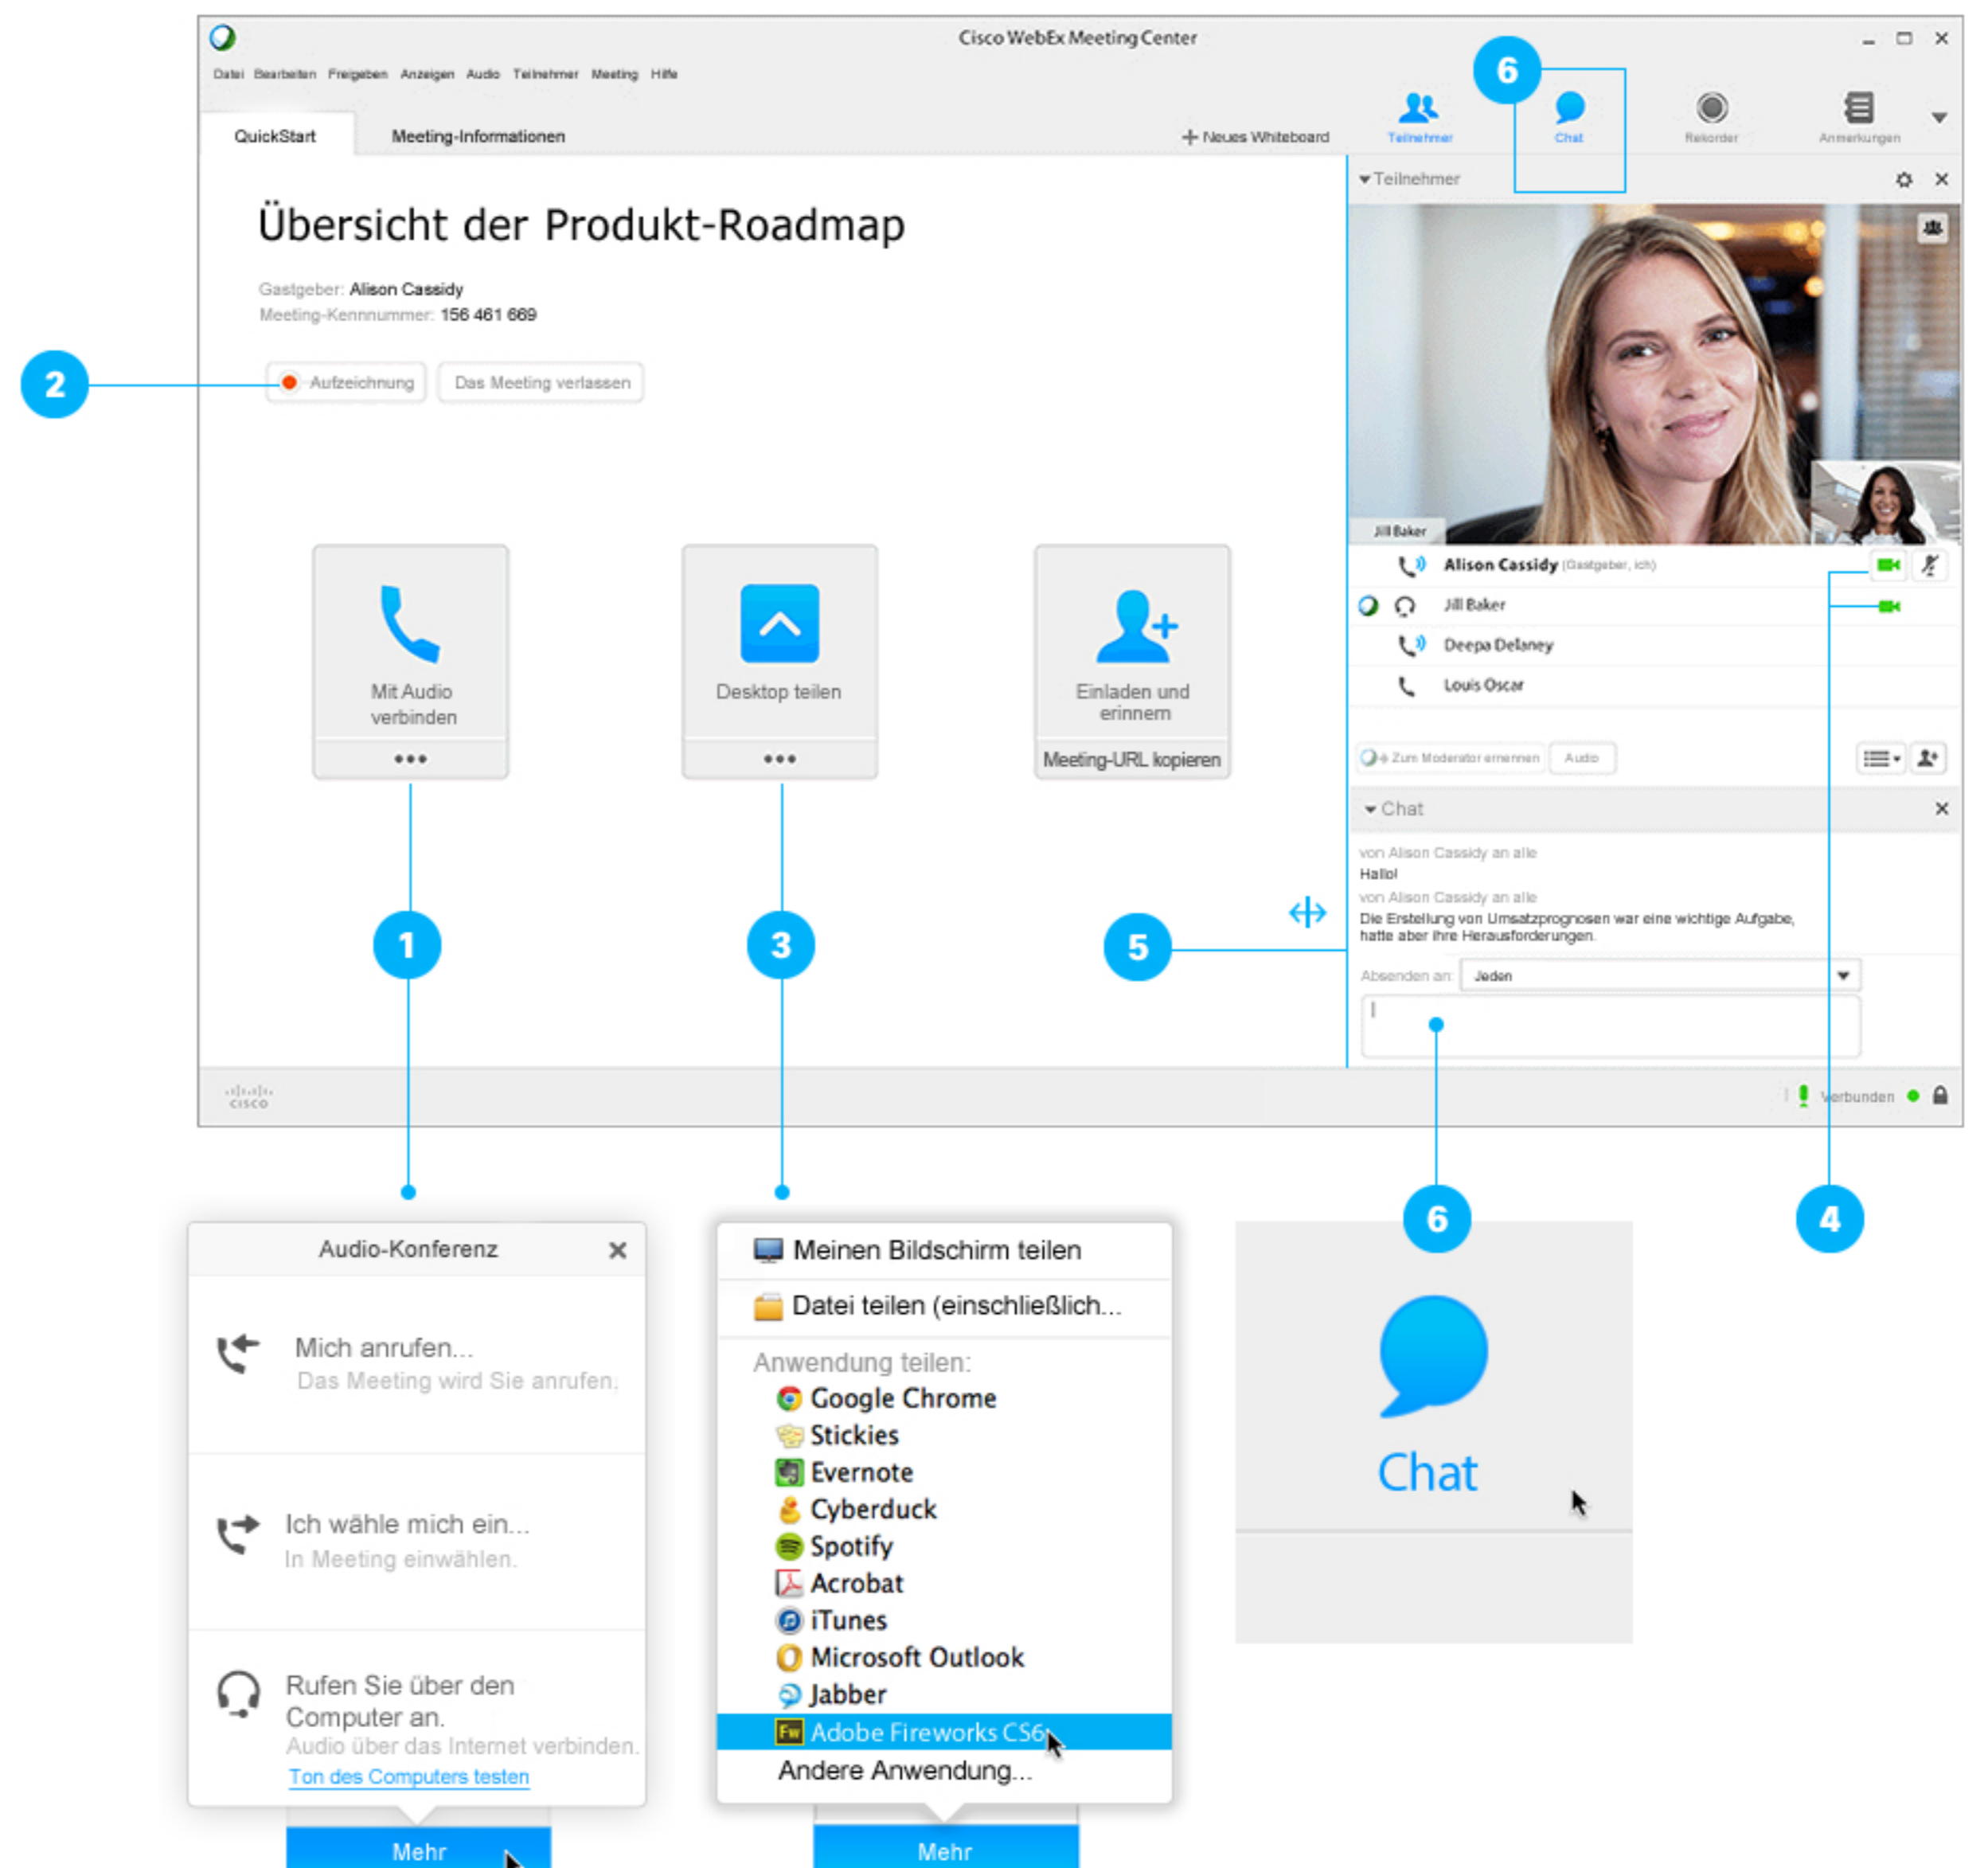 Cisco WebEx Meeting Center
Datei Bearbeiten Freigeben Anzeigen Audio Teilnehmer Meeting Hilfe
6
QuickStart
Meeting-Informationen
Neues Whiteboard
Teilnehmer
Chat
Rekorder
Anmerkungen
Teilnehmer
Übersicht der Produkt-Roadmap
Gastgeber: Alison Cassidy
Meeting-Kennnummer: 156 461 669
2
Aufzeichnung
Das Meeting verlassen
Jill Baker
Alison Cassidy (Gastgeber, ich)
Jill Baker
Deepa Delaney
Louis Oscar
Mit Audio
verbinden
Desktop teilen
Einladen und
erinnern
Meeting-URL kopieren
Zum Moderator ernennen
Audio
Chat
von Alison Cassidy an alle
Hallo!
von Alison Cassidy an alle
Die Erstellung von Umsatzprognosen war eine wichtige Aufgabe,
hatte aber ihre Herausforderungen.
1
3
5
Absenden an:
Jeden
CISCO
Verbunden
6
4
Audio-Konferenz
Mich anrufen...
Das Meeting wird Sie anrufen.
Ich wähle mich ein...
In Meeting einwählen.
Rufen Sie über den
Computer an.
Audio über das Internet verbinden.
Ton des Computers testen
Mehr
Meinen Bildschirm teilen
Datei teilen (einschließlich...
Anwendung teilen:
Google Chrome
Stickies
Evernote
Cyberduck
Spotify
Acrobat
iTunes
Microsoft Outlook
Jabber
Fw Adobe Fireworks CS6
Andere Anwendung...
Mehr
Chat